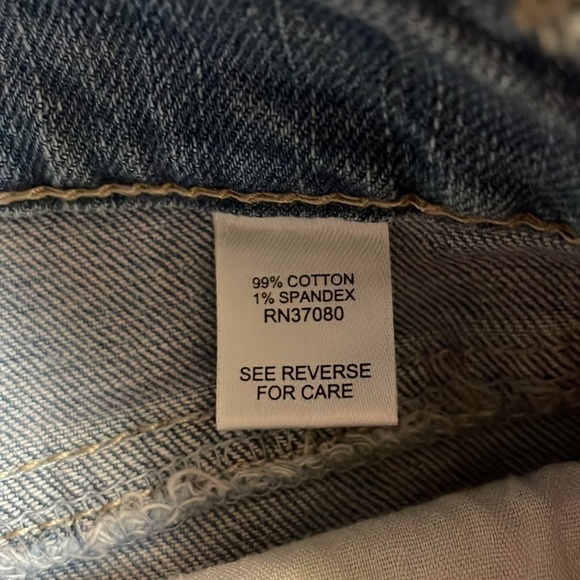 99% COTTON
1% SPANDEX
RN37080
SEE REVERSE
FOR CARE